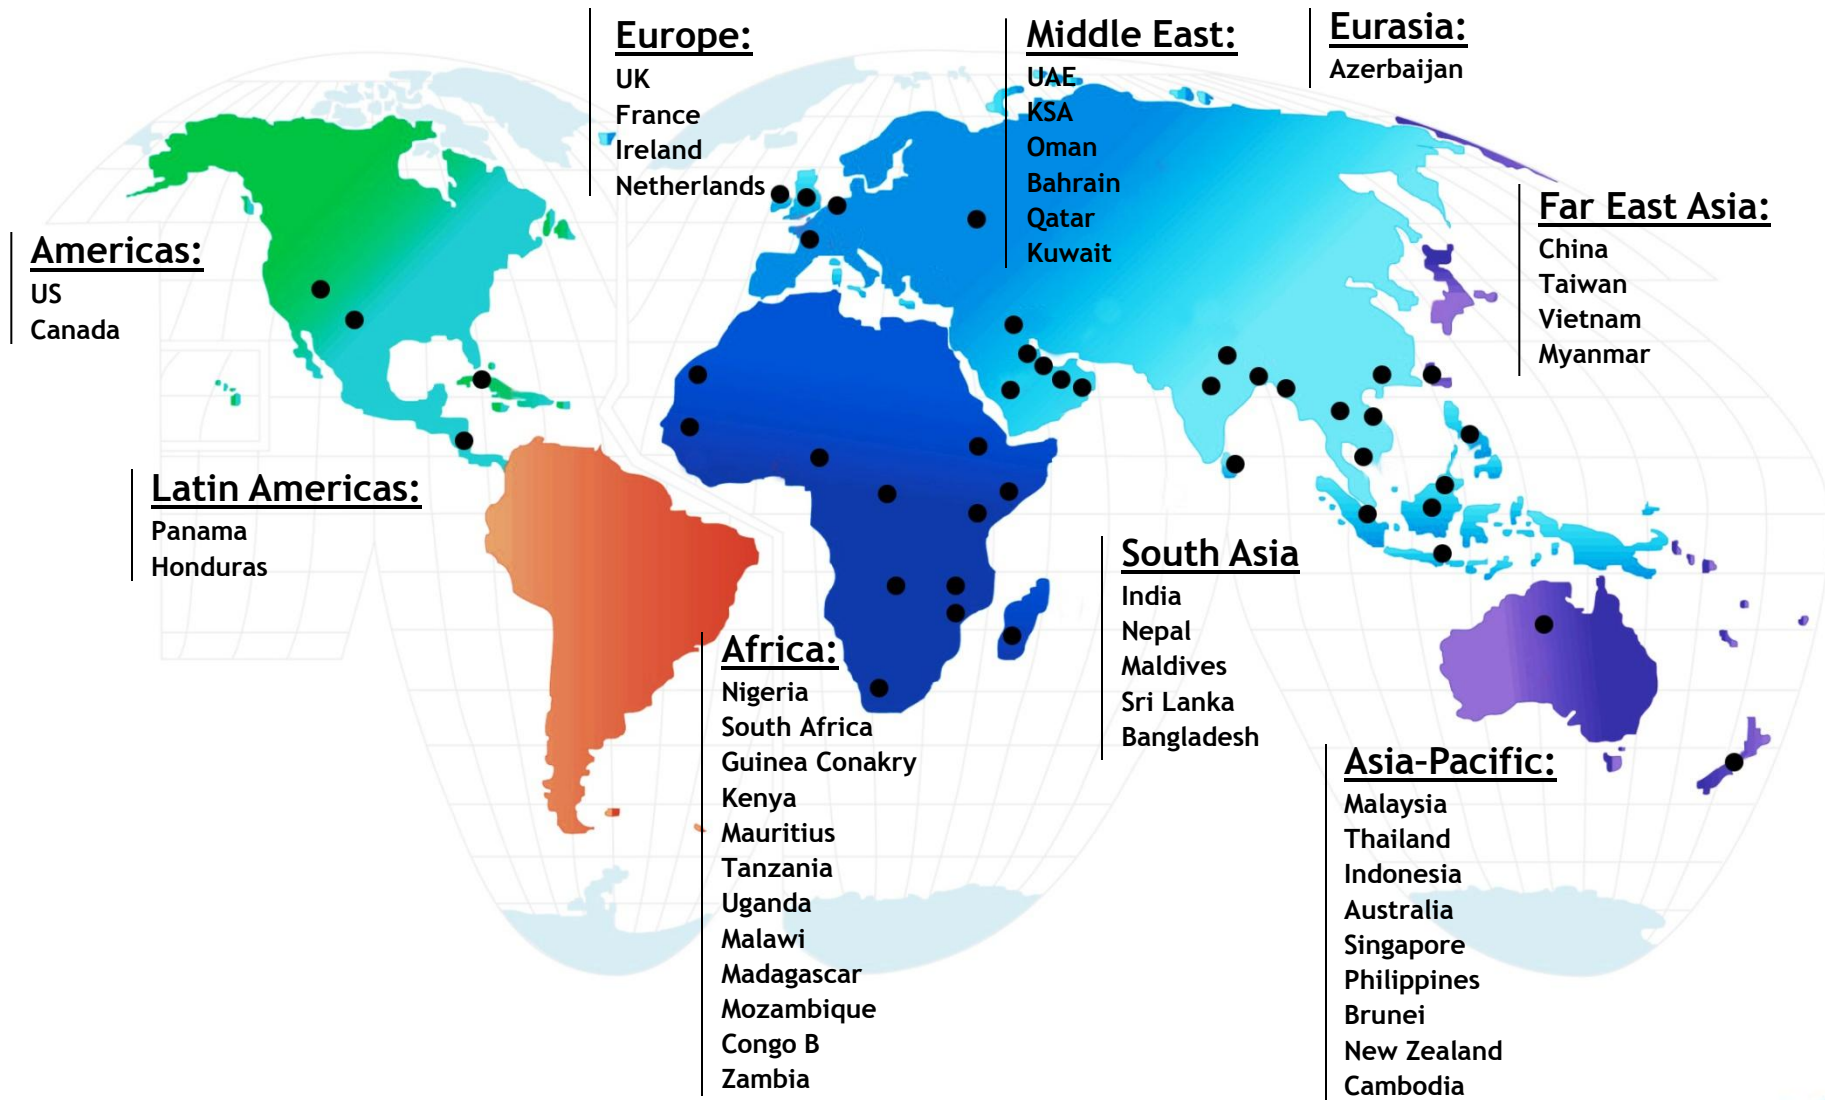 Europe:
UK
France
Ireland
Netherlands
Middle East:
UAE
KSA
Oman
Bahrain
Qatar
Kuwait
Eurasia:
Azerbaijan
Far East Asia:
China
Taiwan
Vietnam
Myanmar
Americas:
US
Canada
Latin Americas:
Panama
Honduras
Africa:
Nigeria
South Africa
Guinea Conakry
Kenya
Mauritius
Tanzania
Uganda
Malawi
Madagascar
Mozambique
Congo B
Zambia
South Asia
India
Nepal
Maldives
Sri Lanka
Bangladesh
Asia-Pacific:
Malaysia
Thailand
Indonesia
Australia
Singapore
Philippines
Brunei
New Zealand
Cambodia